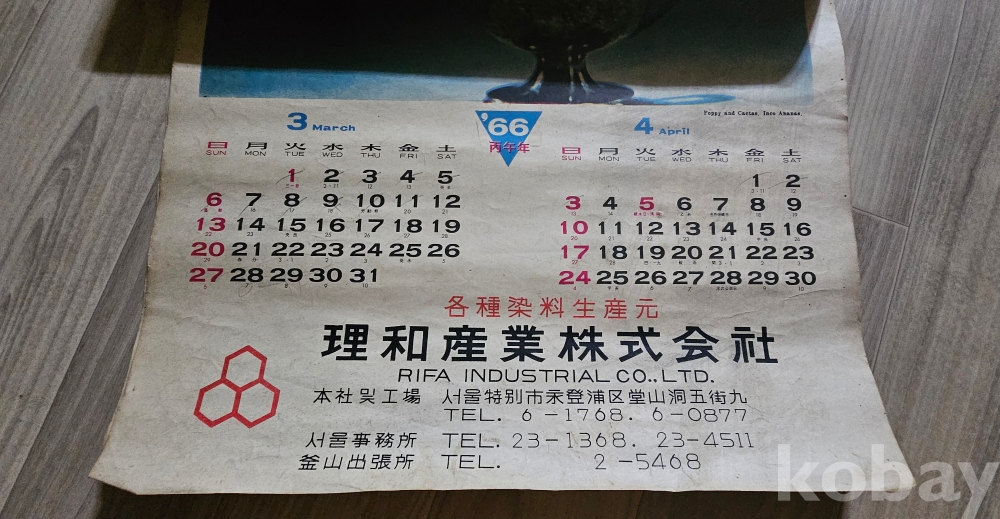 Poppy and Cactus, Inca Ananas
3 March
'66
丙午年
4 April
日 月 火 水 木 金 土
SUN MON TUE WED THU FRI SAT
1 2 3 4 5
6 7 8 9 10 11 12
13 14 15 16 17 18 19
20 21 22 23 24 25 26
27 28 29 30 31
日 月 火 水 木 金 土
SUN MON TUE WED THU FRI SAT
1 2
3 4 5 6 7 8 9
10 11 12 13 14 15 16
17 18 19 20 21 22 23
24 25 26 27 28 29 30
各種染料生産元
理和産業株式会社
RIFA INDUSTRIAL CO., LTD.
本社및工場 서울特別市永登浦区堂山洞五街九
TEL. 6-1768. 6-0877
서울事務所 TEL. 23-1368. 23-4511
釜山出張所 TEL. 2-5468
kobay